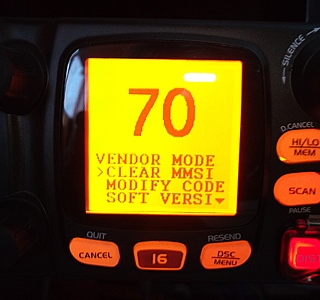 SILENCE
70
D.CANCEL
HI/LO
MEM
VENDOR MODE
>CLEAR MMSI
MODIFY CODE
SOFT VERSI
SCAN
PAUSE
QUIT
RESEND
CANCEL
16
DSC
MENU